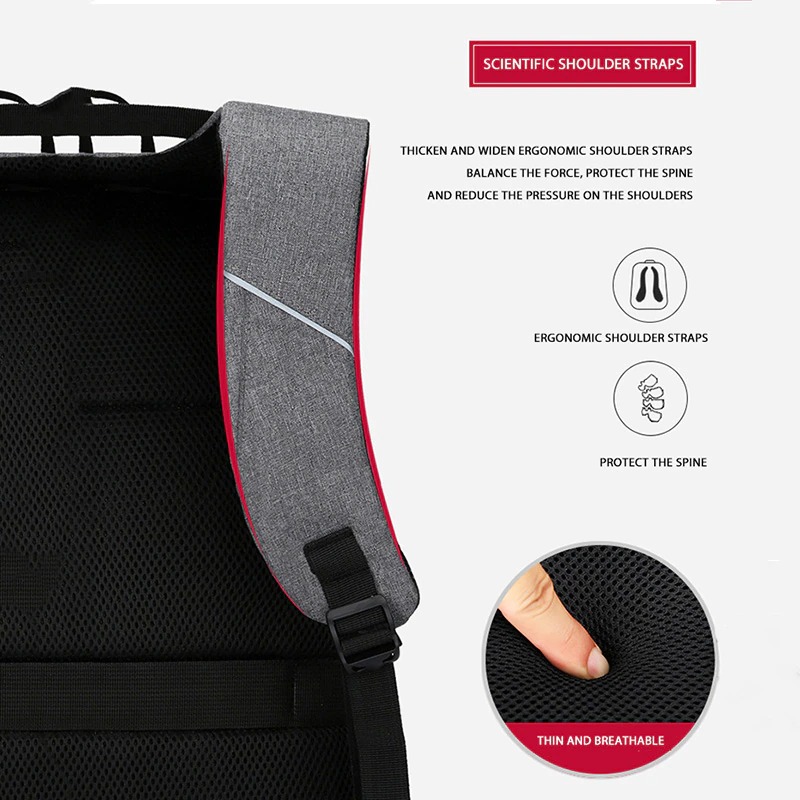 SCIENTIFIC SHOULDER STRAPS
THICKEN AND WIDEN ERGONOMIC SHOULDER STRAPS
BALANCE THE FORCE, PROTECT THE SPINE
AND REDUCE THE PRESSURE ON THE SHOULDERS
ERGONOMIC SHOULDER STRAPS
PROTECT THE SPINE
THIN AND BREATHABLE